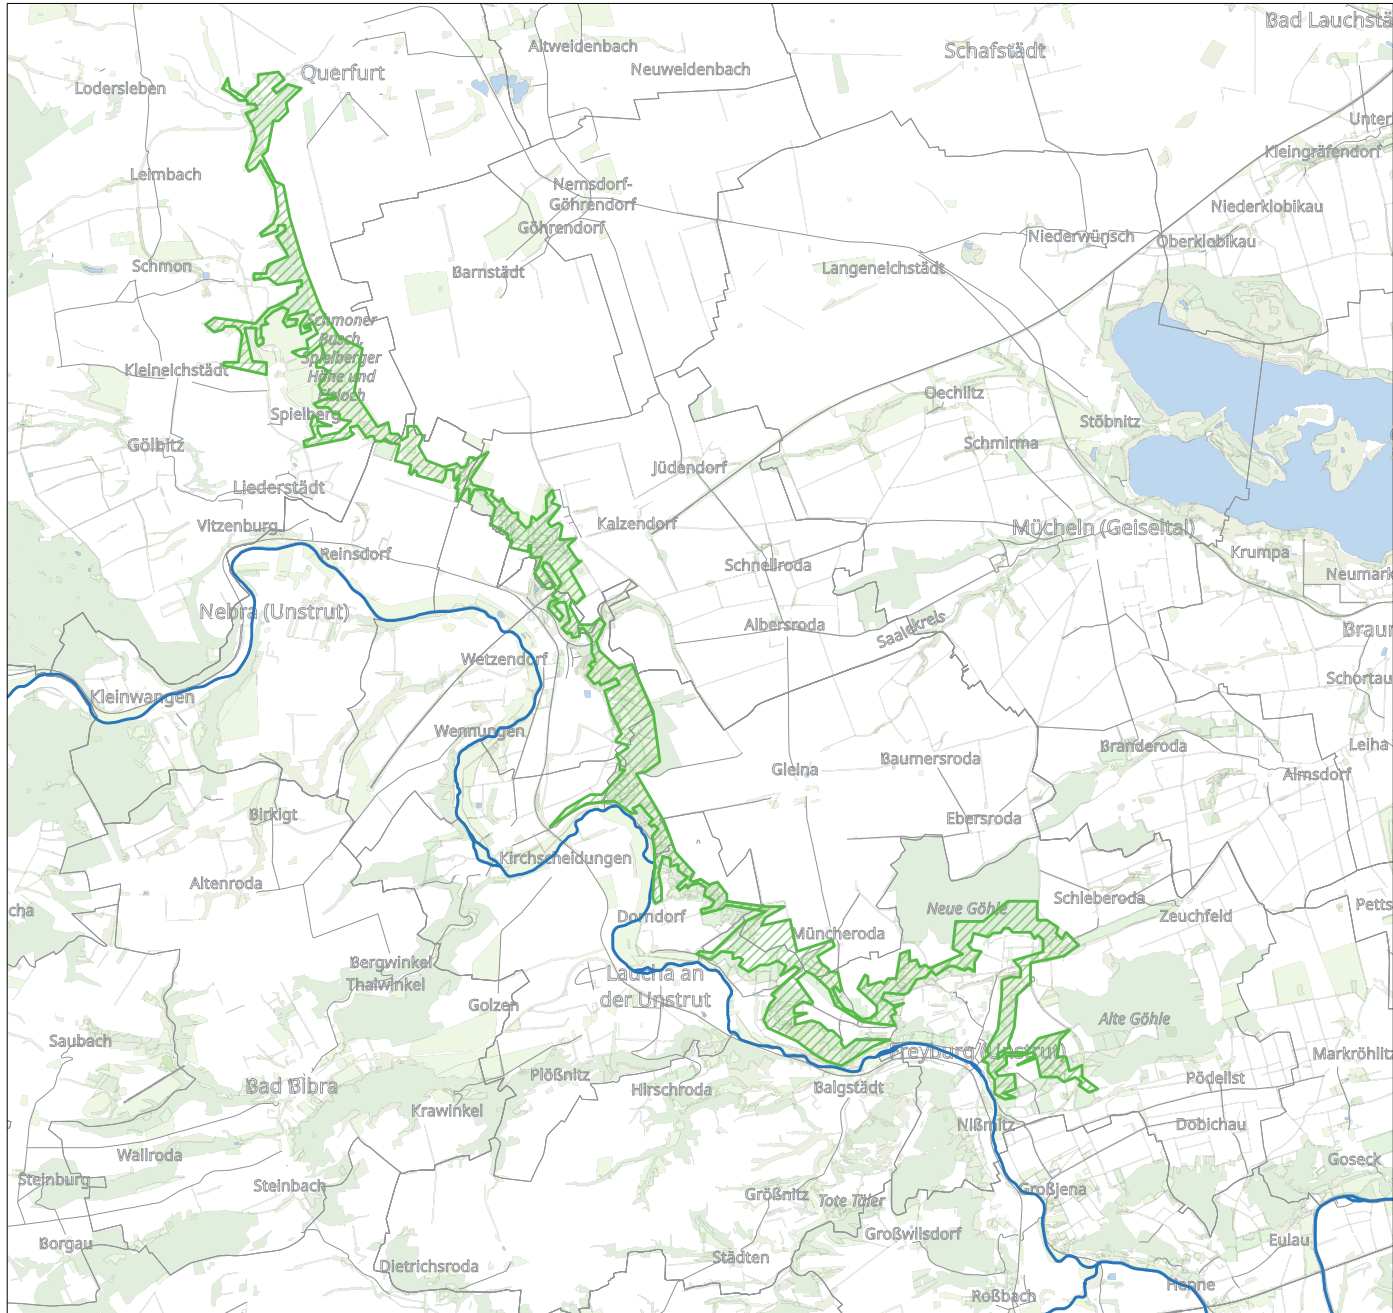 Bad Lauchstä
Altweidenbach
Schafstädt
Neuweidenbach
Querfurt
Lodersleben
Unter
Kleingräfendorf
Leimbach
Nemsdorf-
Göhrendorf
Niederklobikau
Göhrendorf
Niederwünsch
Oberklobikau
Schmon
Barnstädt
Langeneichstädt
Schmoner
Busch,
Spielberger
Höhe und
Elsloch
Kleineichstädt
Oechlitz
Spielberg
Stöbnitz
Gölbitz
Schmirma
Jüdendorf
Liederstädt
Vitzenburg
Kalzendorf
Mücheln (Geiseltal)
Reinsdorf
Krumpa
Schnellroda
Neumark
Nebra (Unstrut)
Albersroda
Saalekreis
Braun
Wetzendorf
Schortau
Kleinwangen
Wennungen
Branderoda
Leiha
Baumersroda
Gleina
Almsdorf
Birkigt
Ebersroda
Kirchscheidungen
Altenroda
Schleberoda
cha
Neue Göhle
Petts
Dorndorf
Zeuchfeld
Müncheroda
Bergwinkel
Laucha an
der Unstrut
Thalwinkel
Golzen
Alte Göhle
Saubach
Freyburg (Unstrut)
Markröhlitz
Plößnitz
Pödelist
Bad Bibra
Hirschroda
Balgstädt
Krawinkel
Nißmitz
Dobichau
Wallroda
Goseck
Steinburg
Steinbach
Größnitz
Großjena
Tote Täler
Großwilsdorf
Borgau
Eulau
Städten
Dietrichsroda
Henne
Roßbach